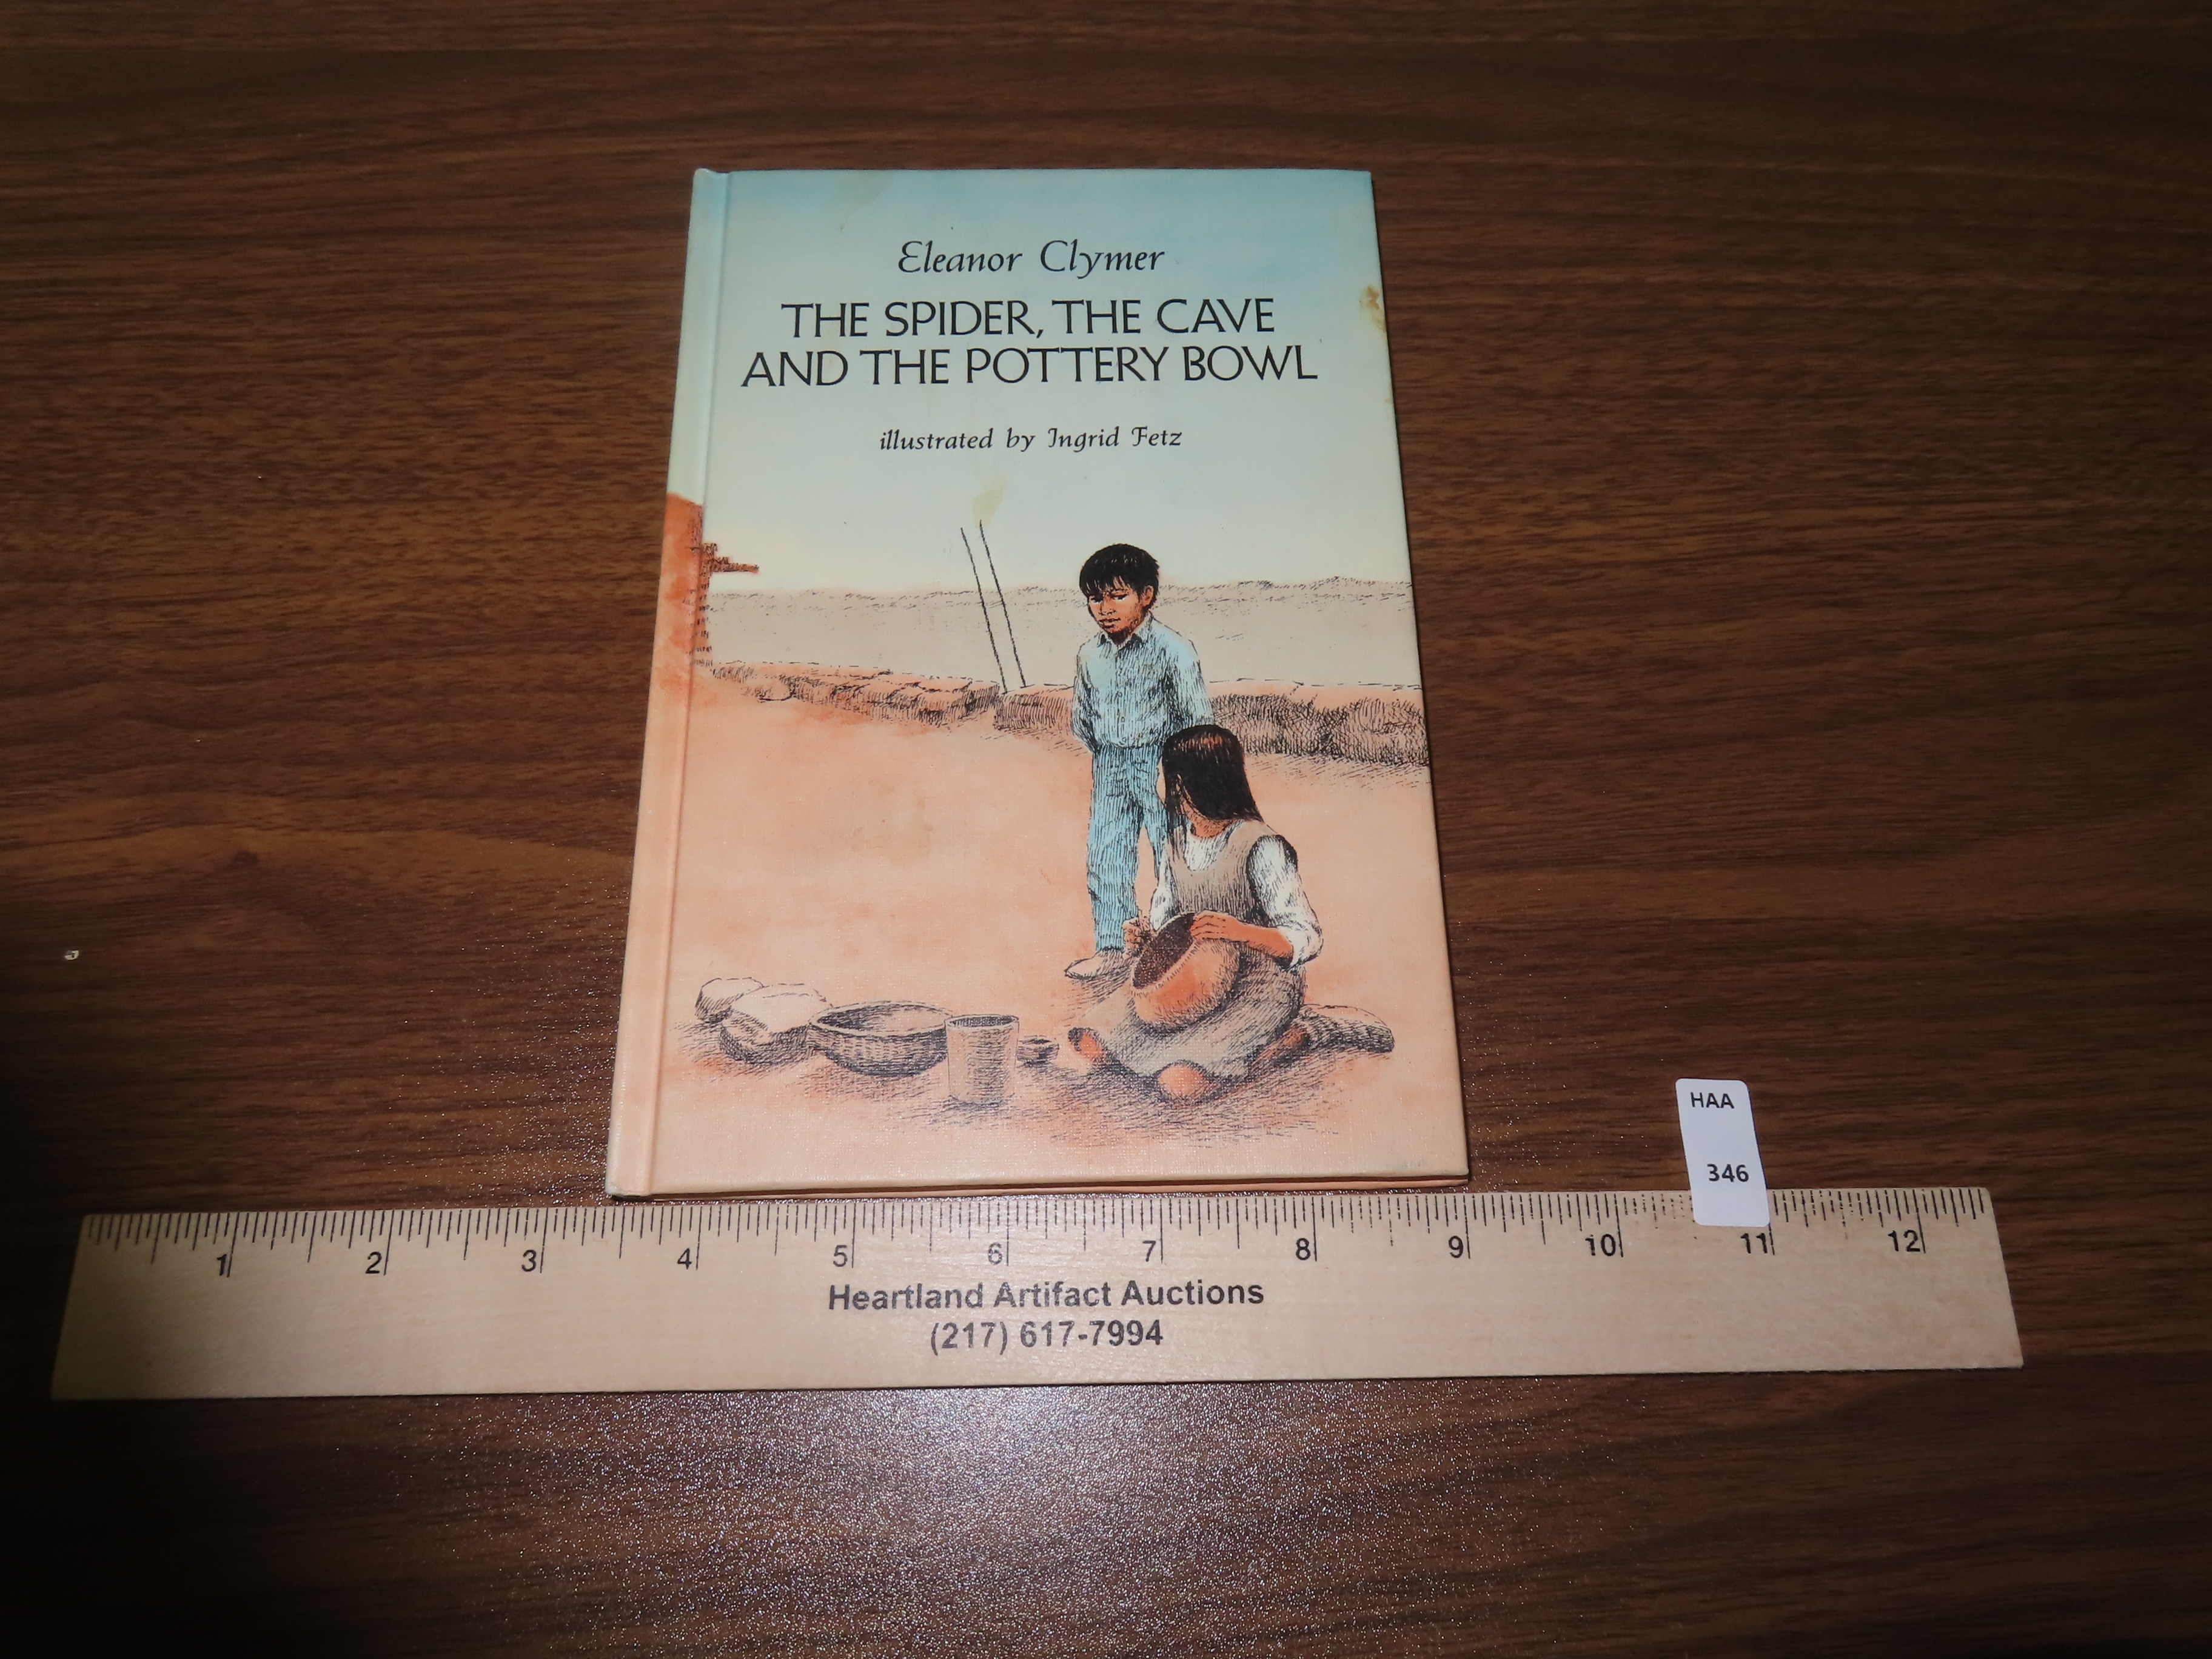 Eleanor Clymer
THE SPIDER, THE CAVE
AND THE POTTERY BOWL
illustrated by Ingrid Fetz
HAA
346
1 2 3 4 5 6 7 8 9 10 11 12
Heartland Artifact Auctions
(217) 617-7994